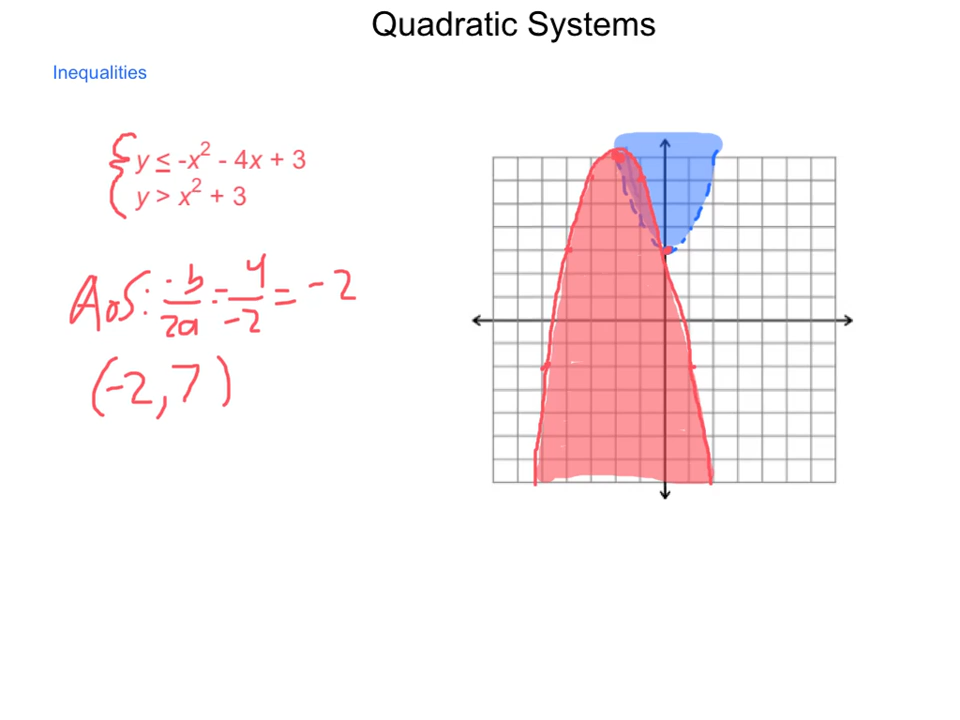 Quadratic Systems
Inequalities
y ≤ -x² - 4x + 3
y > x² + 3
AoS: -b/2a = 4/-2 = -2
(-2,7)